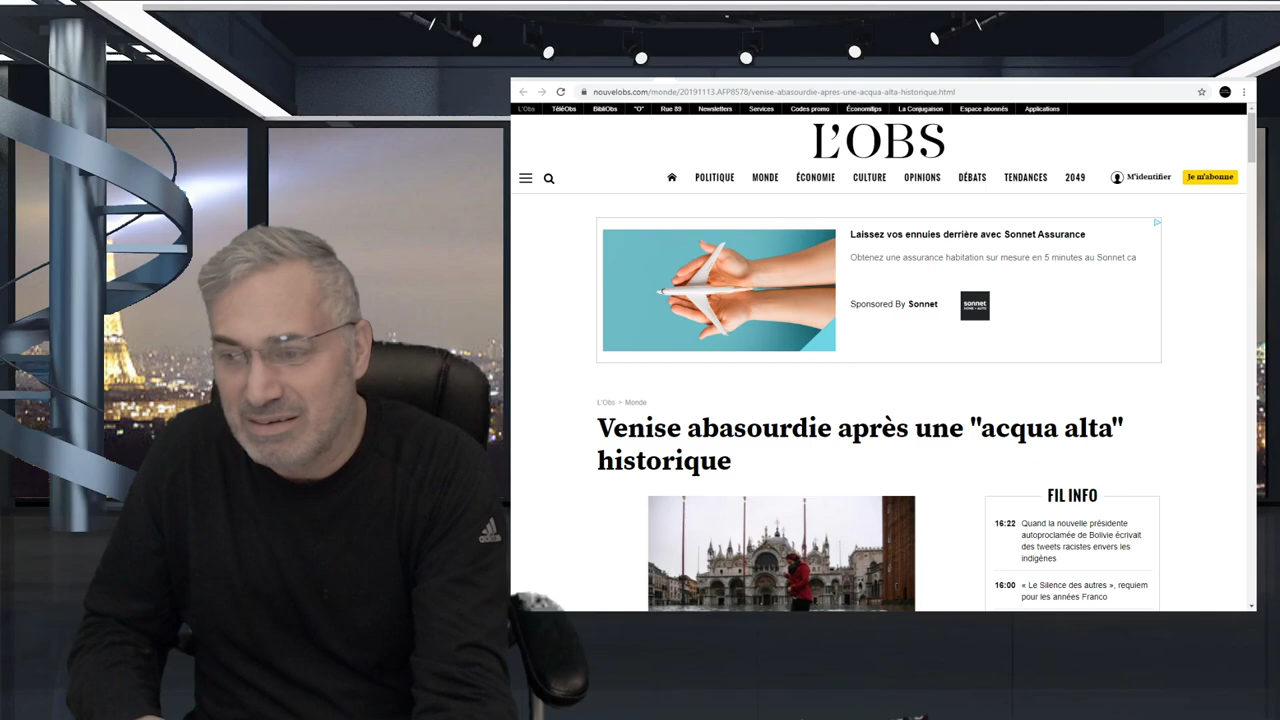 nouvelobs.com/monde/20191113.AFP8578/venise-abasourdie-apres-une-acqua-alta-historique.html
L'Obs TéléObs BibliObs "O" Rue 89 Newsletters Services Codes promo Économitips La Conjugaison Espace abonnés Applications
L'OBS
POLITIQUE MONDE ÉCONOMIE CULTURE OPINIONS DÉBATS TENDANCES 2049 M'identifier Je m'abonne
Laissez vos ennuies derrière avec Sonnet Assurance
Obtenez une assurance habitation sur mesure en 5 minutes au Sonnet.ca
Sponsored By Sonnet
sonnet
HOME + AUTO
L'Obs > Monde
Venise abasourdie après une "acqua alta"
historique
FIL INFO
16:22 Quand la nouvelle présidente
autoproclamée de Bolivie écrivait
des tweets racistes envers les
indigènes
16:00 « Le Silence des autres », requiem
pour les années Franco
adidas